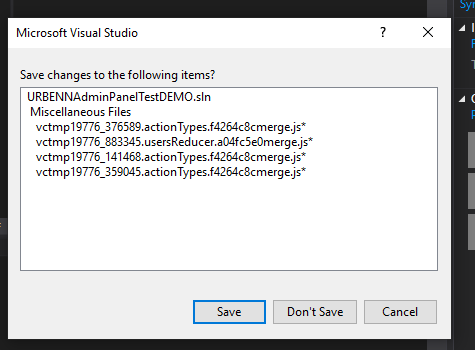 Microsoft Visual Studio
Save changes to the following items?
URBENNAdminPanelTestDEMO.sln
Miscellaneous Files
vctmp19776_376589.actionTypes.f4264c8cmerge.js*
vctmp19776_883345.usersReducer.a04fc5e0merge.js*
vctmp19776_141468.actionTypes.f4264c8cmerge.js*
vctmp19776_359045.actionTypes.f4264c8cmerge.js*
Save
Don't Save
Cancel